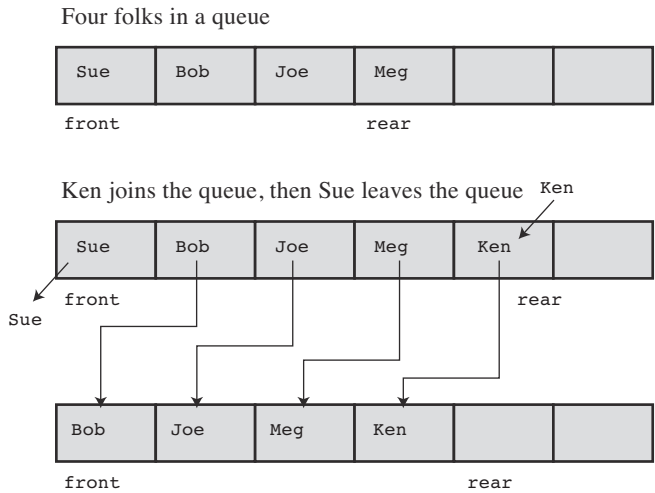 Four folks in a queue
Sue Bob Joe Meg
front rear
Ken joins the queue, then Sue leaves the queue Ken
Sue Bob Joe Meg Ken
front rear
Sue
Bob Joe Meg Ken
front rear